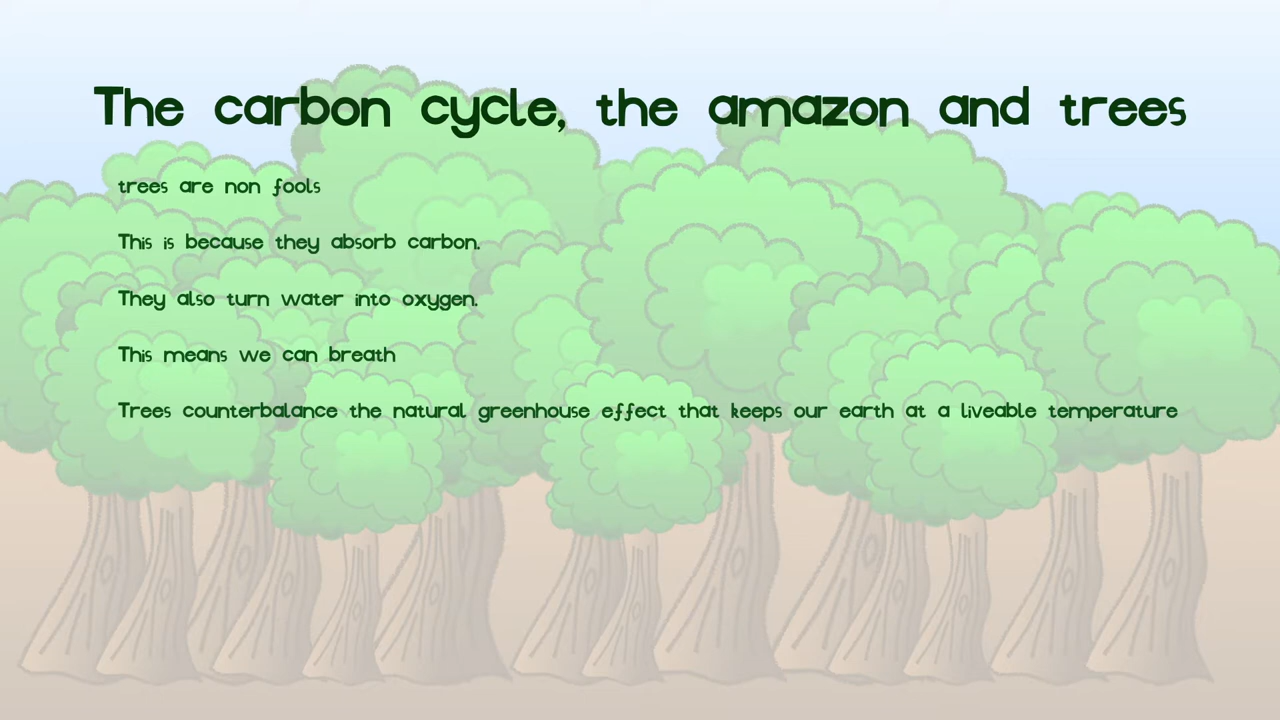 The carbon cycle, the amazon and trees
trees are non fools
This is because they absorb carbon.
They also turn water into oxygen.
This means we can breath
Trees counterbalance the natural greenhouse effect that keeps our earth at a liveable temperature